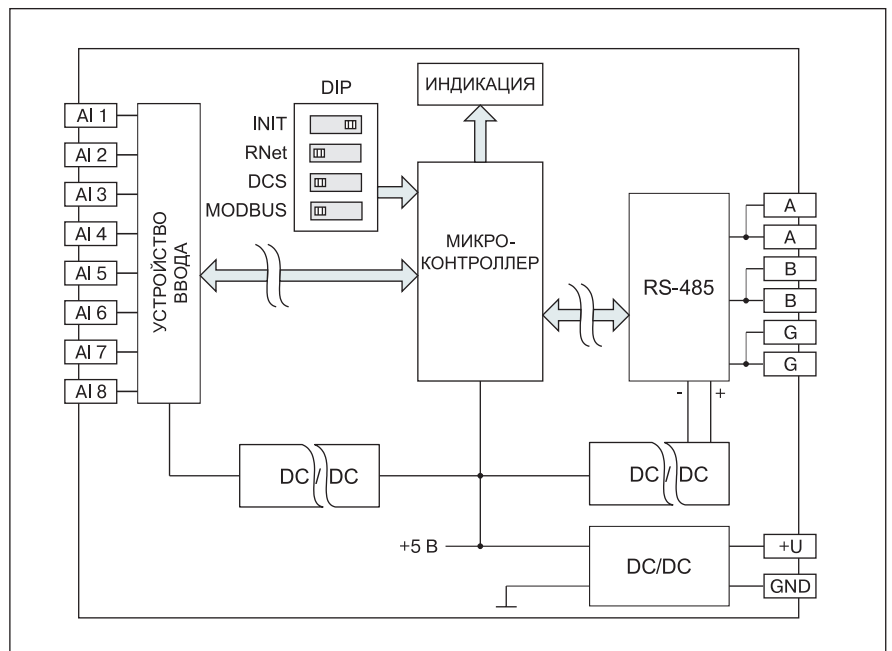 DIP
INIT
RNet
DCS
MODBUS
ИНДИКАЦИЯ
AI 1
AI 2
AI 3
AI 4
AI 5
AI 6
AI 7
AI 8
УСТРОЙСТВО
ВВОДА
МИКРО-
КОНТРОЛЛЕР
RS-485
A
A
B
B
G
G
- +
DC / DC
DC / DC
+5 В
DC/DC
+U
GND